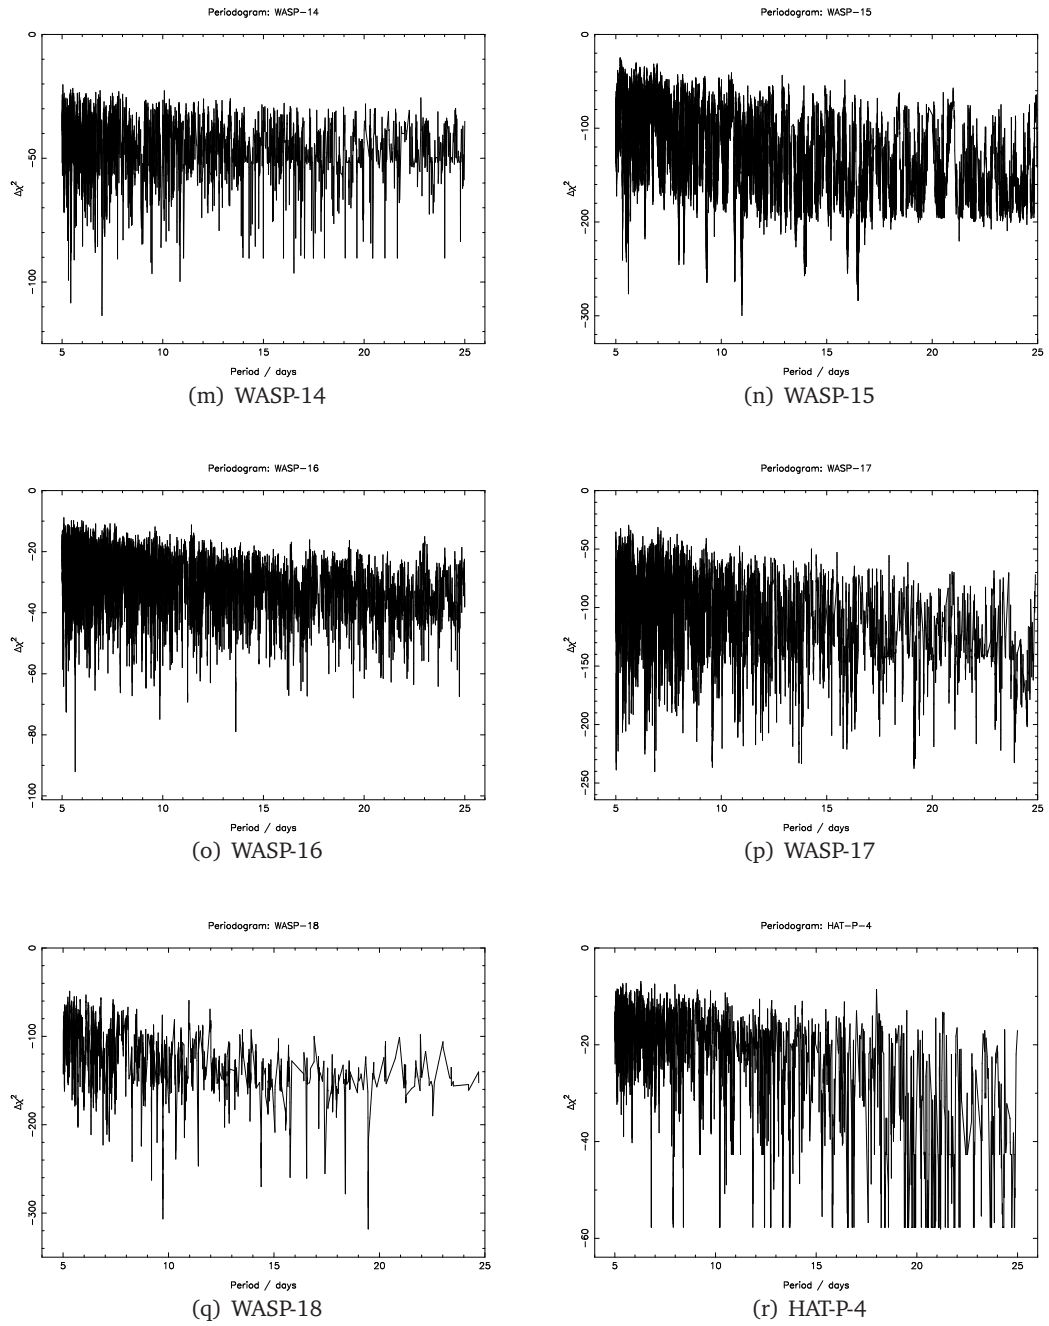 Periodogram: WASP−14
0
−50
−100
Δχ²
5 10 15 20 25
Period / days
(m) WASP-14
Periodogram: WASP−15
0
−100
−200
−300
Δχ²
5 10 15 20 25
Period / days
(n) WASP-15
Periodogram: WASP−16
0
−20
−40
−60
−80
−100
Δχ²
5 10 15 20 25
Period / days
(o) WASP-16
Periodogram: WASP−17
0
−50
−100
−150
−200
−250
Δχ²
5 10 15 20 25
Period / days
(p) WASP-17
Periodogram: WASP−18
0
−100
−200
−300
Δχ²
5 10 15 20 25
Period / days
(q) WASP-18
Periodogram: HAT−P−4
0
−20
−40
−60
Δχ²
5 10 15 20 25
Period / days
(r) HAT-P-4